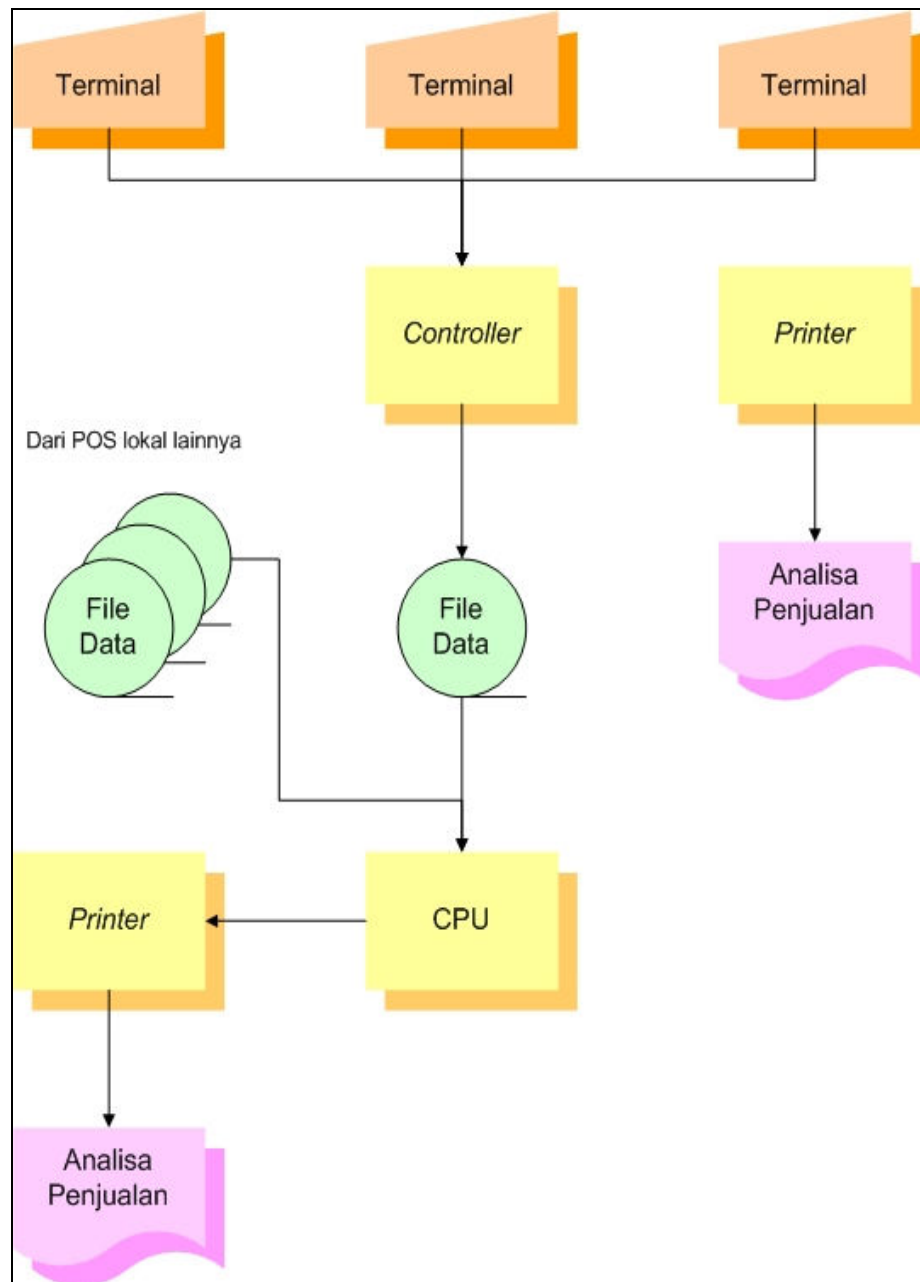 Terminal
Terminal
Terminal
Controller
Printer
Dari POS lokal lainnya
File
Data
File
Data
Analisa
Penjualan
Printer
CPU
Analisa
Penjualan